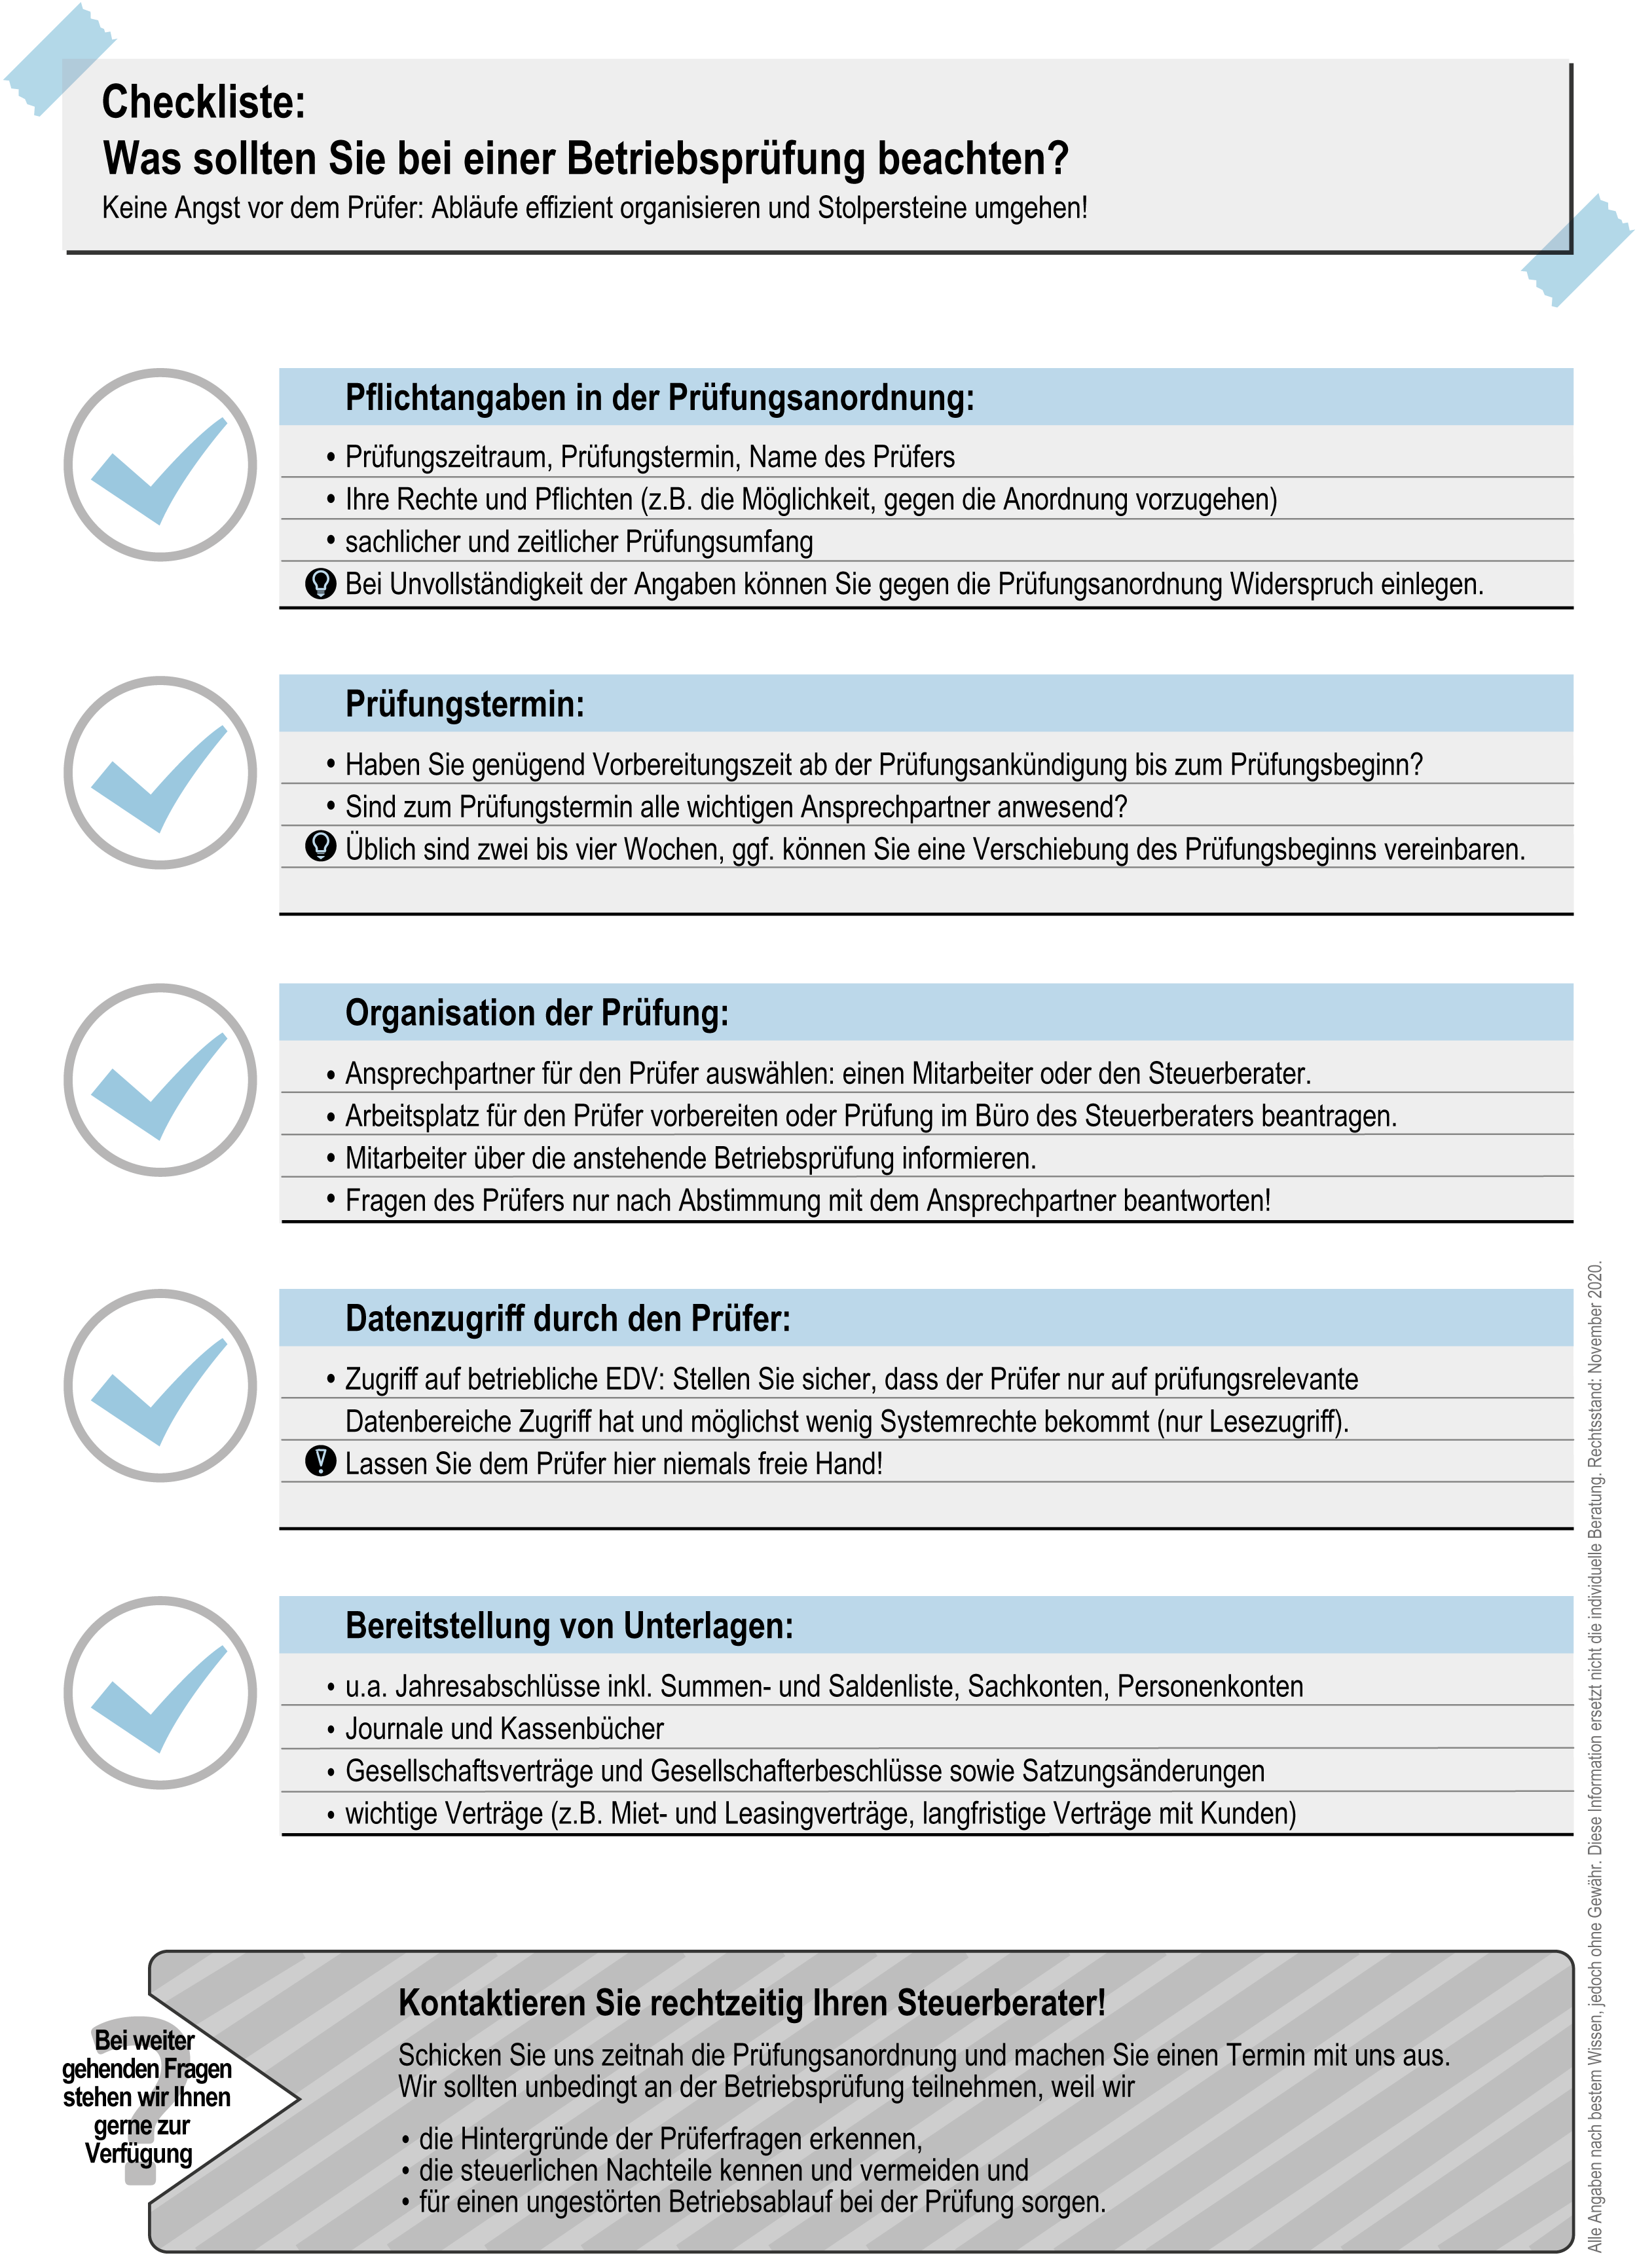 Checkliste:
Was sollten Sie bei einer Betriebsprüfung beachten?
Keine Angst vor dem Prüfer: Abläufe effizient organisieren und Stolpersteine umgehen!
Pflichtangaben in der Prüfungsanordnung:
• Prüfungszeitraum, Prüfungstermin, Name des Prüfers
• Ihre Rechte und Pflichten (z.B. die Möglichkeit, gegen die Anordnung vorzugehen)
• sachlicher und zeitlicher Prüfungsumfang
Bei Unvollständigkeit der Angaben können Sie gegen die Prüfungsanordnung Widerspruch einlegen.
Prüfungstermin:
• Haben Sie genügend Vorbereitungszeit ab der Prüfungsankündigung bis zum Prüfungsbeginn?
• Sind zum Prüfungstermin alle wichtigen Ansprechpartner anwesend?
Üblich sind zwei bis vier Wochen, ggf. können Sie eine Verschiebung des Prüfungsbeginns vereinbaren.
Organisation der Prüfung:
• Ansprechpartner für den Prüfer auswählen: einen Mitarbeiter oder den Steuerberater.
• Arbeitsplatz für den Prüfer vorbereiten oder Prüfung im Büro des Steuerberaters beantragen.
• Mitarbeiter über die anstehende Betriebsprüfung informieren.
• Fragen des Prüfers nur nach Abstimmung mit dem Ansprechpartner beantworten!
Datenzugriff durch den Prüfer:
• Zugriff auf betriebliche EDV: Stellen Sie sicher, dass der Prüfer nur auf prüfungsrelevante
Datenbereiche Zugriff hat und möglichst wenig Systemrechte bekommt (nur Lesezugriff).
! Lassen Sie dem Prüfer hier niemals freie Hand!
Bereitstellung von Unterlagen:
• u.a. Jahresabschlüsse inkl. Summen- und Saldenliste, Sachkonten, Personenkonten
• Journale und Kassenbücher
• Gesellschaftsverträge und Gesellschafterbeschlüsse sowie Satzungsänderungen
• wichtige Verträge (z.B. Miet- und Leasingverträge, langfristige Verträge mit Kunden)
?
Bei weiter
gehenden Fragen
stehen wir Ihnen
gerne zur
Verfügung
Kontaktieren Sie rechtzeitig Ihren Steuerberater!
Schicken Sie uns zeitnah die Prüfungsanordnung und machen Sie einen Termin mit uns aus.
Wir sollten unbedingt an der Betriebsprüfung teilnehmen, weil wir
• die Hintergründe der Prüferfragen erkennen,
• die steuerlichen Nachteile kennen und vermeiden und
• für einen ungestörten Betriebsablauf bei der Prüfung sorgen.
Alle Angaben nach bestem Wissen, jedoch ohne Gewähr. Diese Information ersetzt nicht die individuelle Beratung. Rechtsstand: November 2020.